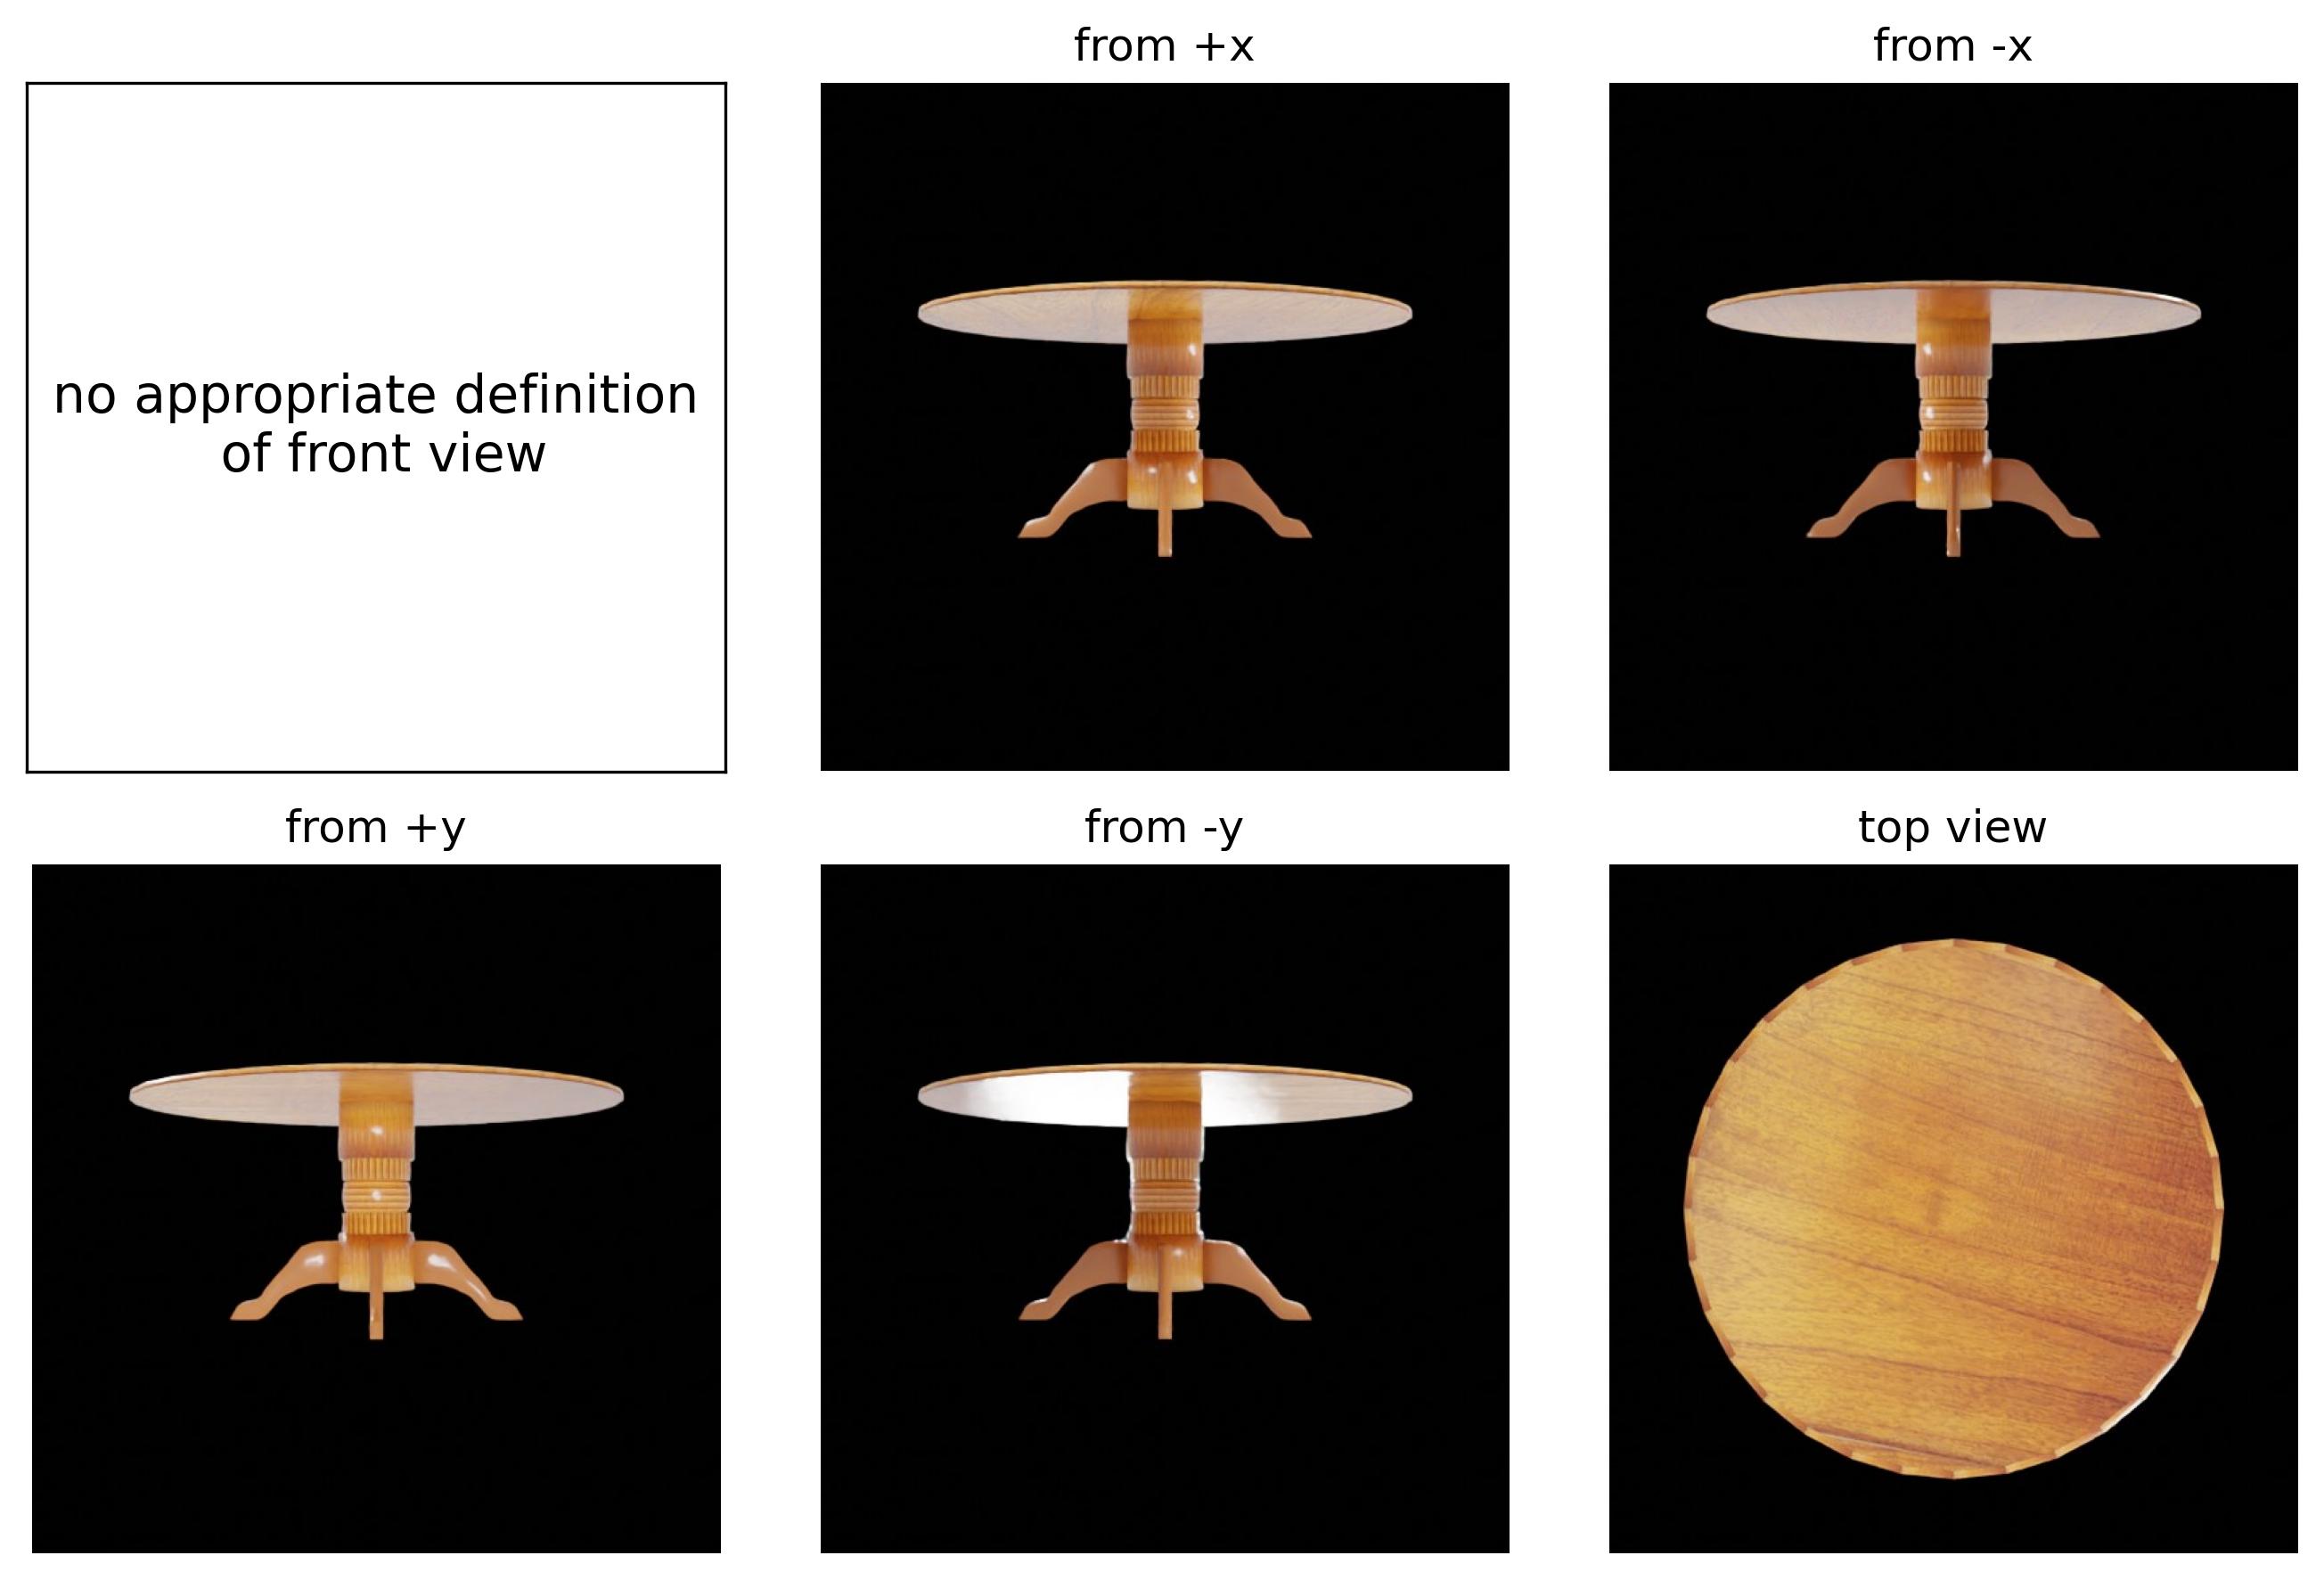 from +x
from -x
no appropriate definition
of front view
from +y
from -y
top view